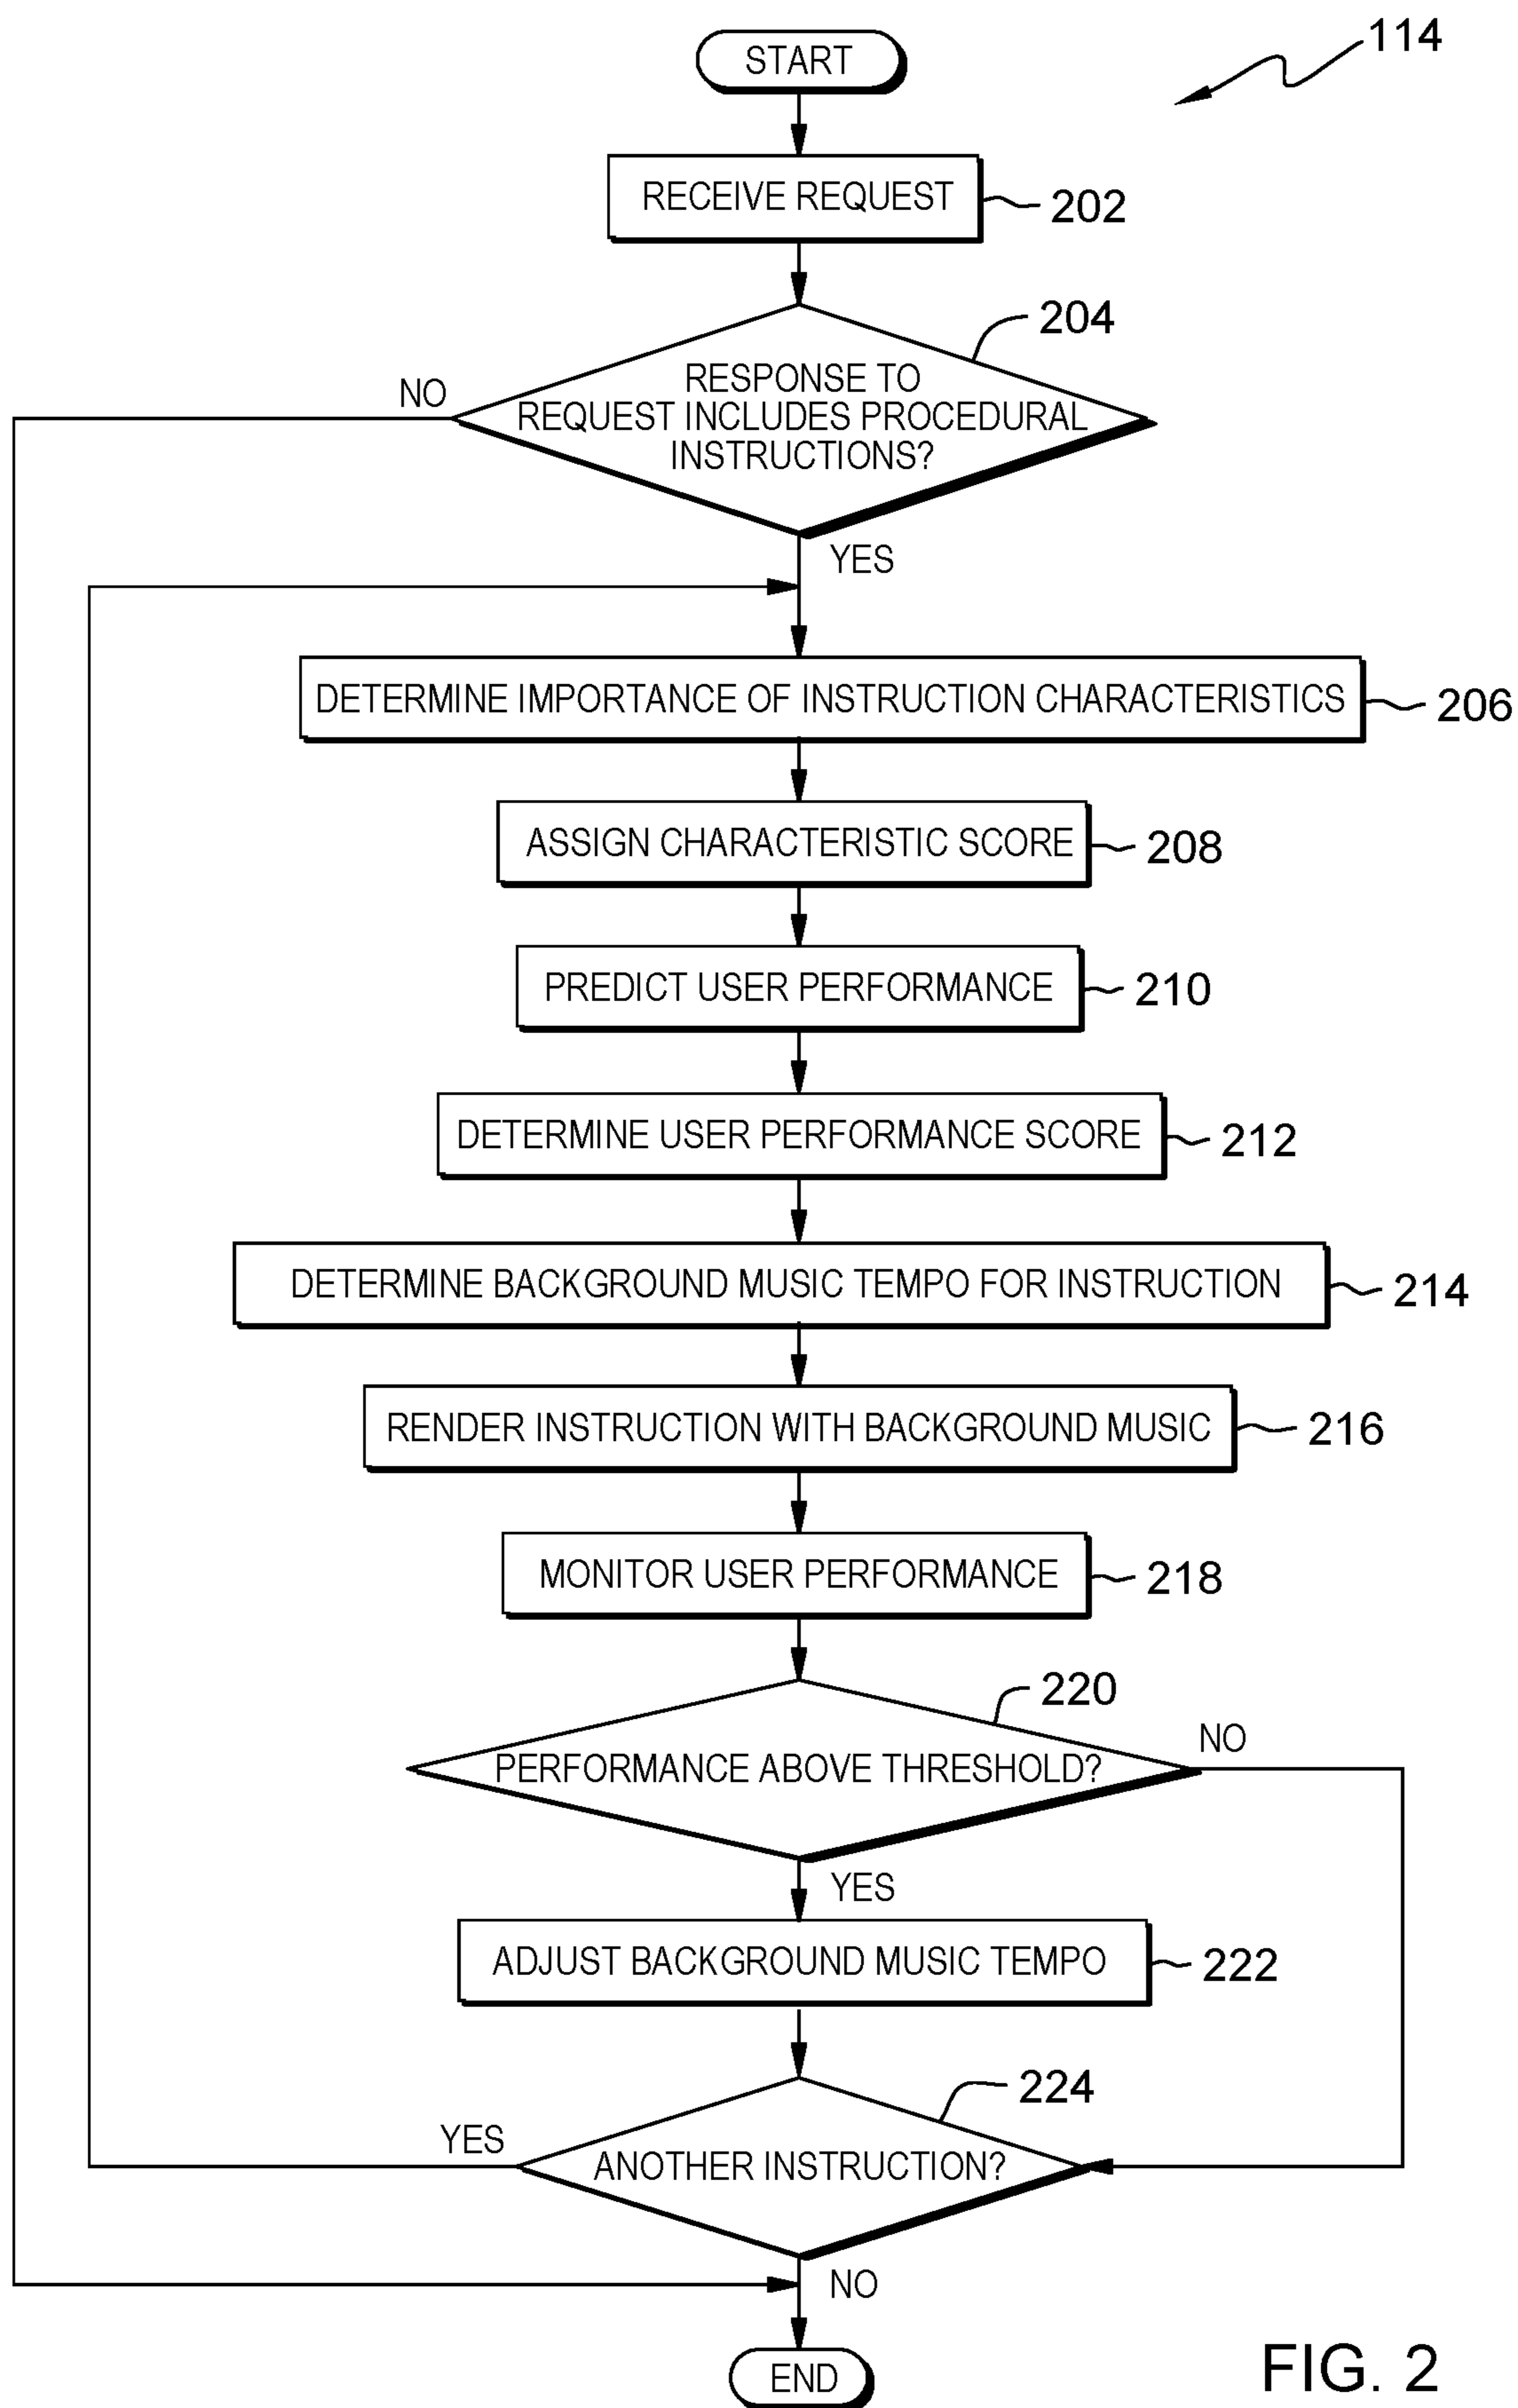 START
114
RECEIVE REQUEST
202
204
RESPONSE TO
REQUEST INCLUDES PROCEDURAL
INSTRUCTIONS?
NO
YES
DETERMINE IMPORTANCE OF INSTRUCTION CHARACTERISTICS
206
ASSIGN CHARACTERISTIC SCORE
208
PREDICT USER PERFORMANCE
210
DETERMINE USER PERFORMANCE SCORE
212
DETERMINE BACKGROUND MUSIC TEMPO FOR INSTRUCTION
214
RENDER INSTRUCTION WITH BACKGROUND MUSIC
216
MONITOR USER PERFORMANCE
218
220
PERFORMANCE ABOVE THRESHOLD?
NO
YES
ADJUST BACKGROUND MUSIC TEMPO
222
224
YES
ANOTHER INSTRUCTION?
NO
END
FIG. 2